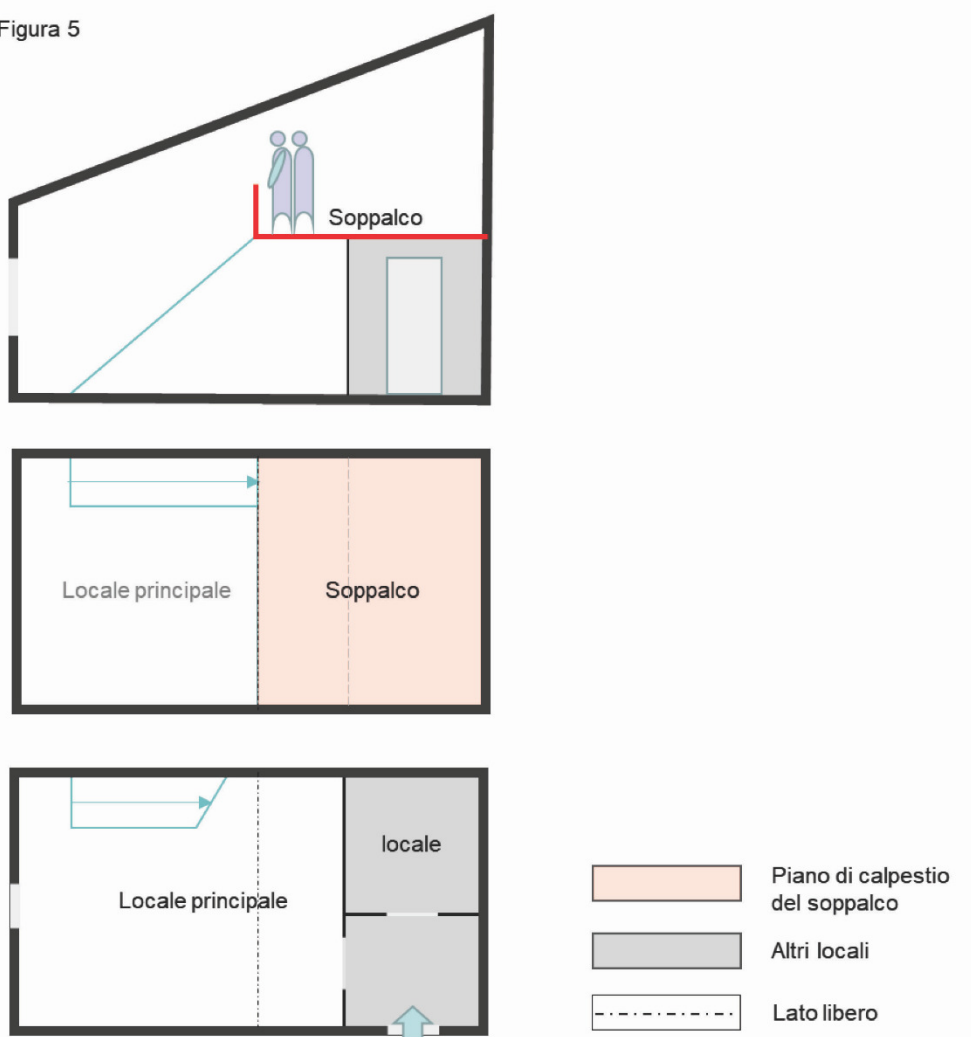 Figura 5
Soppalco
Locale principale
Soppalco
locale
Locale principale
Piano di calpestio
del soppalco
Altri locali
Lato libero